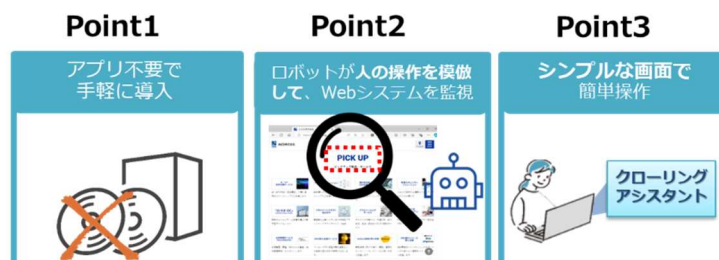 Point1
アプリ不要で
手軽に導入
Point2
ロボットが人の操作を模倣
して、Webシステムを監視
PICK UP
Point3
シンプルな画面で
簡単操作
クローリング
アシスタント